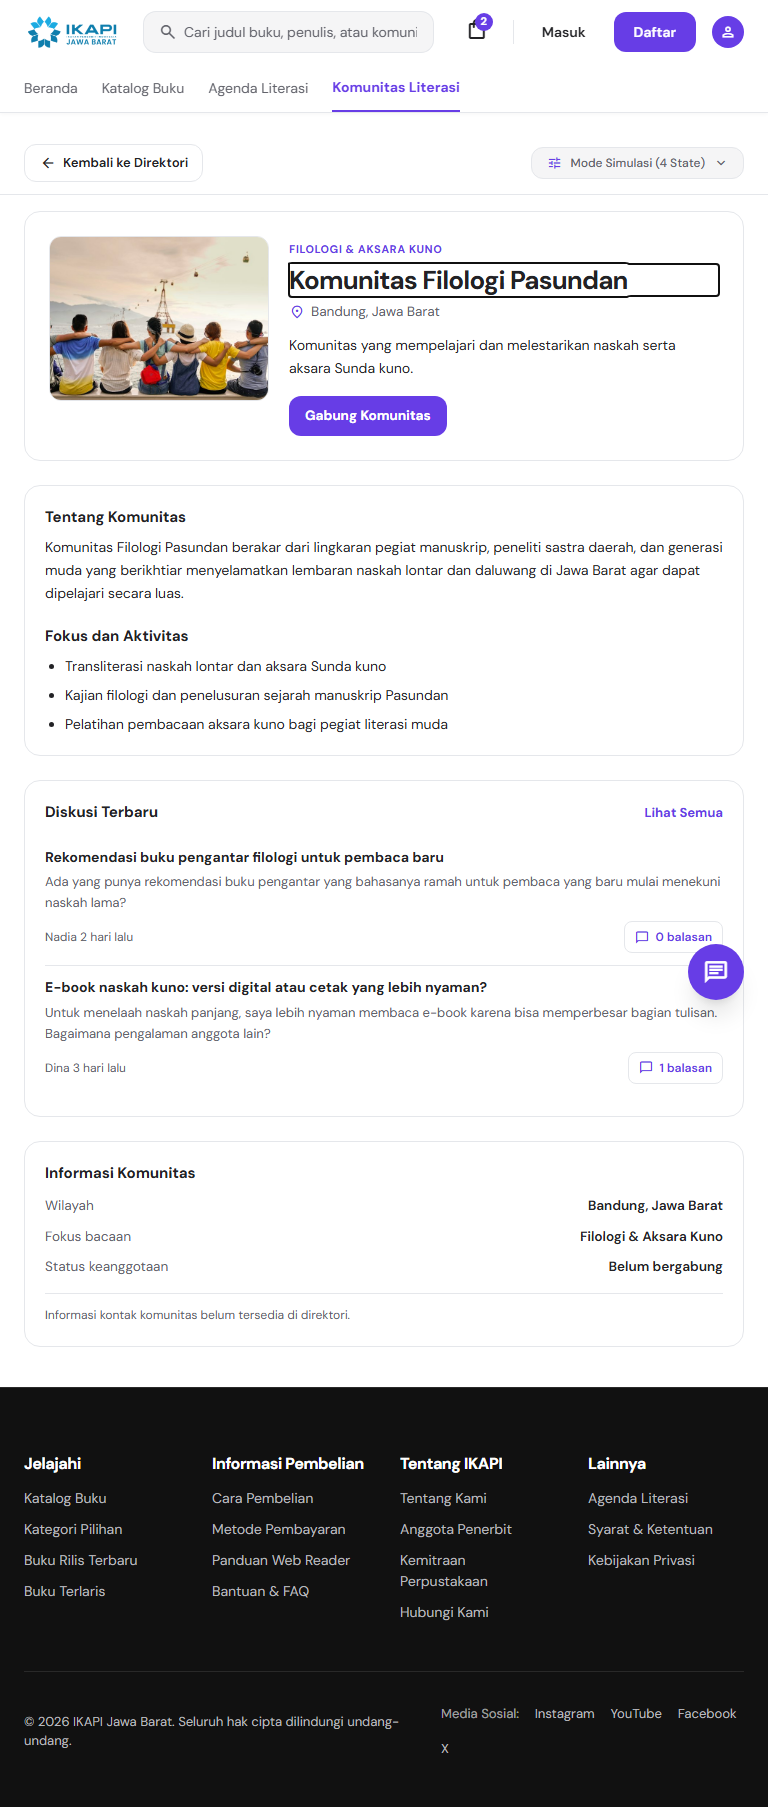 IKAPI
JAWA BARAT
Cari judul buku, penulis, atau komuni
2
Masuk
Daftar
Beranda
Katalog Buku
Agenda Literasi
Komunitas Literasi
Kembali ke Direktori
Mode Simulasi (4 State)
FILOLOGI & AKSARA KUNO
Komunitas Filologi Pasundan
Bandung, Jawa Barat
Komunitas yang mempelajari dan melestarikan naskah serta
aksara Sunda kuno.
Gabung Komunitas
Tentang Komunitas
Komunitas Filologi Pasundan berakar dari lingkaran pegiat manuskrip, peneliti sastra daerah, dan generasi
muda yang berikhtiar menyelamatkan lembaran naskah lontar dan daluwang di Jawa Barat agar dapat
dipelajari secara luas.
Fokus dan Aktivitas
Transliterasi naskah lontar dan aksara Sunda kuno
Kajian filologi dan penelusuran sejarah manuskrip Pasundan
Pelatihan pembacaan aksara kuno bagi pegiat literasi muda
Diskusi Terbaru
Lihat Semua
Rekomendasi buku pengantar filologi untuk pembaca baru
Ada yang punya rekomendasi buku pengantar yang bahasanya ramah untuk pembaca yang baru mulai menekuni
naskah lama?
Nadia 2 hari lalu
0 balasan
E-book naskah kuno: versi digital atau cetak yang lebih nyaman?
Untuk menelaah naskah panjang, saya lebih nyaman membaca e-book karena bisa memperbesar bagian tulisan.
Bagaimana pengalaman anggota lain?
Dina 3 hari lalu
1 balasan
Informasi Komunitas
Wilayah
Bandung, Jawa Barat
Fokus bacaan
Filologi & Aksara Kuno
Status keanggotaan
Belum bergabung
Informasi kontak komunitas belum tersedia di direktori.
Jelajahi
Katalog Buku
Kategori Pilihan
Buku Rilis Terbaru
Buku Terlaris
Informasi Pembelian
Cara Pembelian
Metode Pembayaran
Panduan Web Reader
Bantuan & FAQ
Tentang IKAPI
Tentang Kami
Anggota Penerbit
Kemitraan
Perpustakaan
Hubungi Kami
Lainnya
Agenda Literasi
Syarat & Ketentuan
Kebijakan Privasi
© 2026 IKAPI Jawa Barat. Seluruh hak cipta dilindungi undang-
undang.
Media Sosial:
Instagram
YouTube
Facebook
X